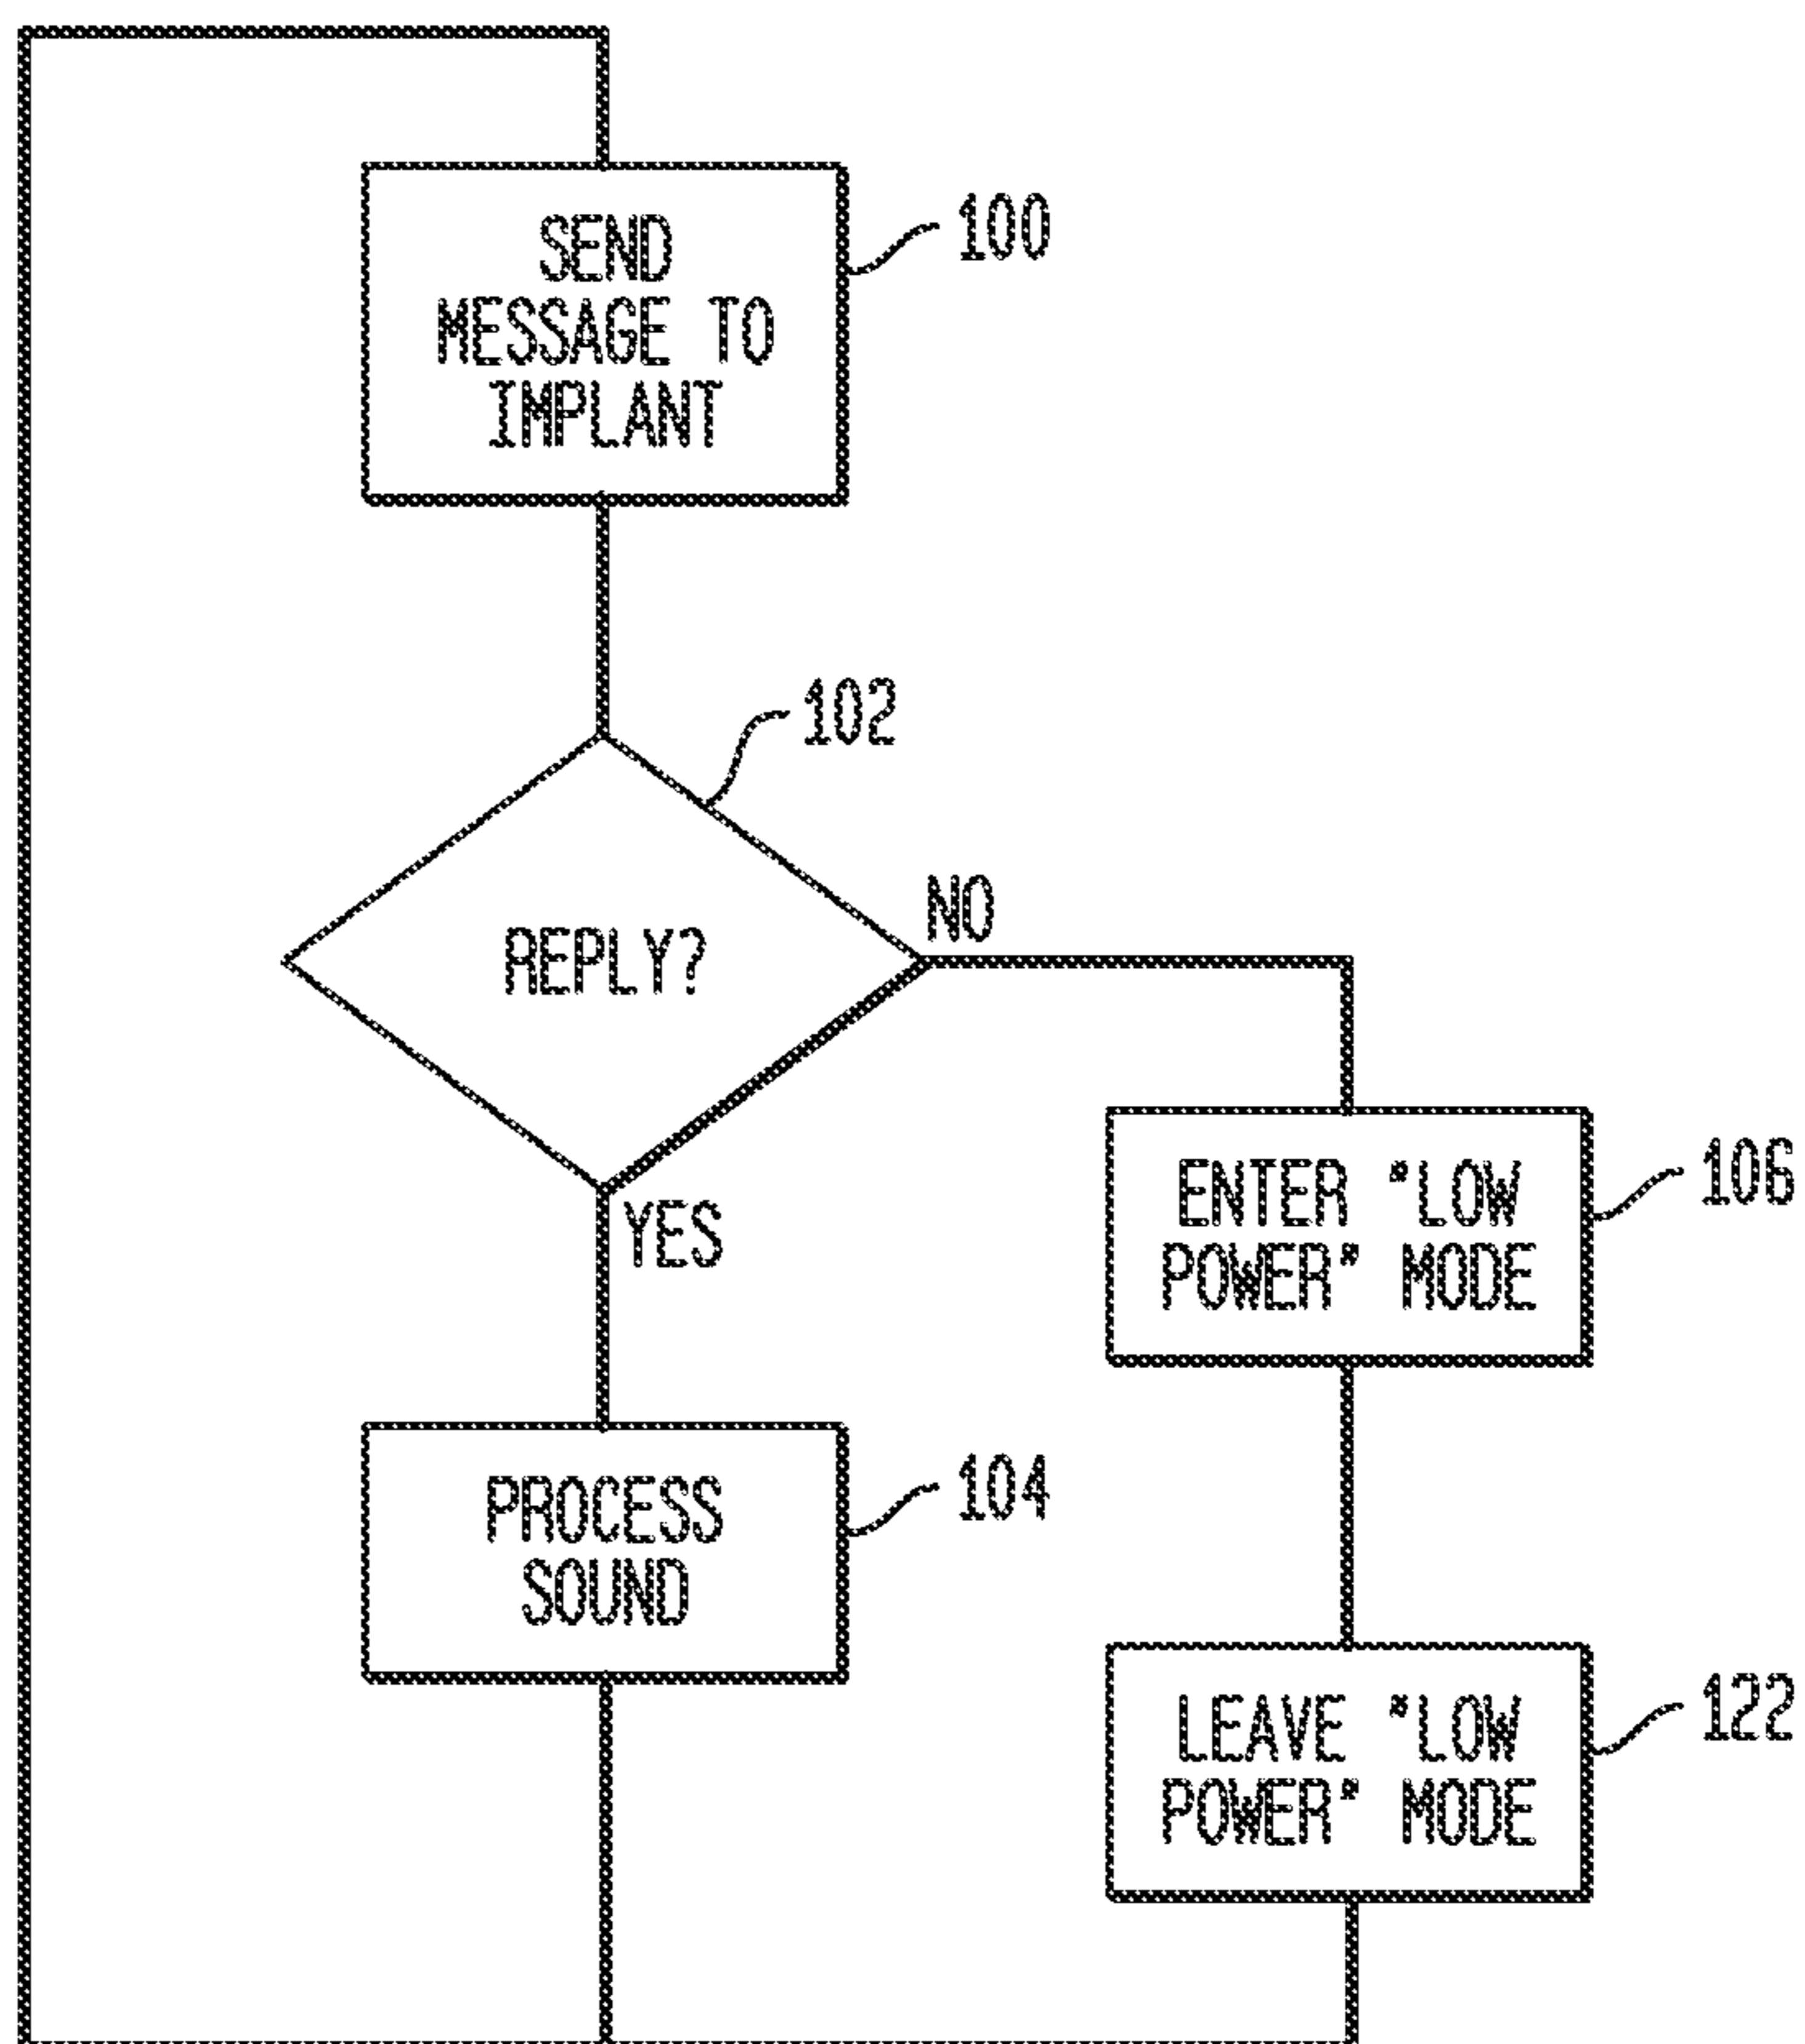 SEND
MESSAGE TO
IMPLANT
100
102
REPLY?
NO
YES
ENTER "LOW
POWER" MODE
106
PROCESS
SOUND
104
LEAVE "LOW
POWER" MODE
122